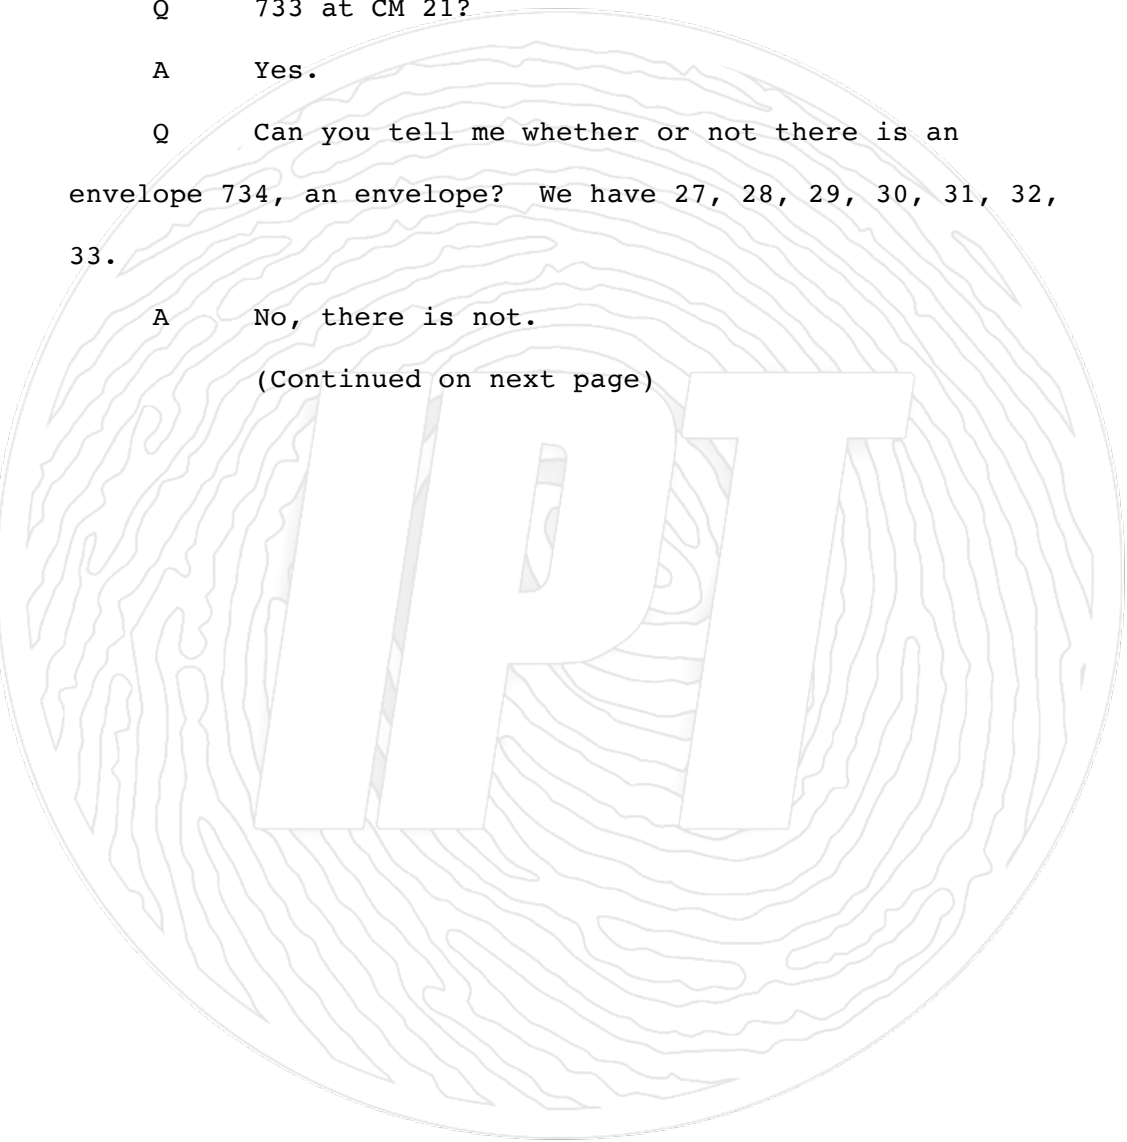 Q 733 at CM 21?
A Yes.
Q Can you tell me whether or not there is an
envelope 734, an envelope? We have 27, 28, 29, 30, 31, 32,
33.
A No, there is not.
(Continued on next page)
IPT